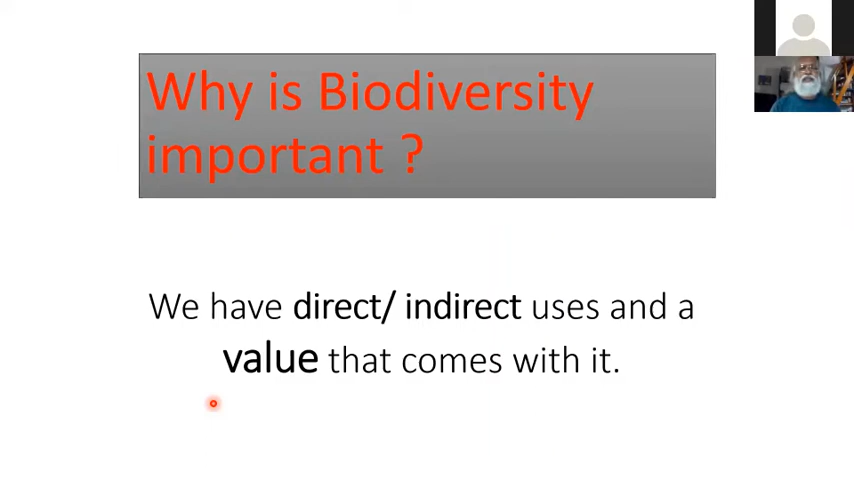 Why is Biodiversity
important ?
We have direct/ indirect uses and a
value that comes with it.